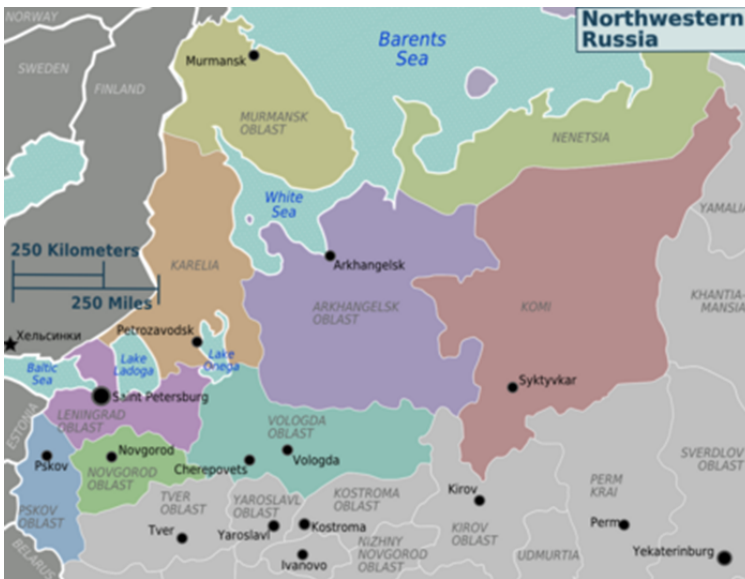 NORWAY
Northwestern
Russia
SWEDEN
FINLAND
Murmansk
Barents
Sea
MURMANSK
OBLAST
NENETSIA
White
Sea
YAMALIA
250 Kilometers
250 Miles
KARELIA
Arkhangelsk
ARKHANGELSK
OBLAST
KOMI
KHANTIA-
MANSIA
Хельсинки
Petrozavodsk
Baltic
Sea
Lake
Ladoga
Lake
Onega
Saint Petersburg
Syktyvkar
ESTONIA
LENINGRAD
OBLAST
VOLOGDA
OBLAST
Pskov
Novgorod
NOVGOROD
OBLAST
Cherepovets
Vologda
SVERDLOV
OBLAST
PSKOV
OBLAST
TVER
OBLAST
YAROSLAVL
OBLAST
KOSTROMA
OBLAST
Kirov
KIROV
OBLAST
PERM
KRAI
Tver
Yaroslavl
Kostroma
Perm
BELARUS
Ivanovo
NIZHNY
NOVGOROD
OBLAST
UDMURTIA
Yekaterinburg